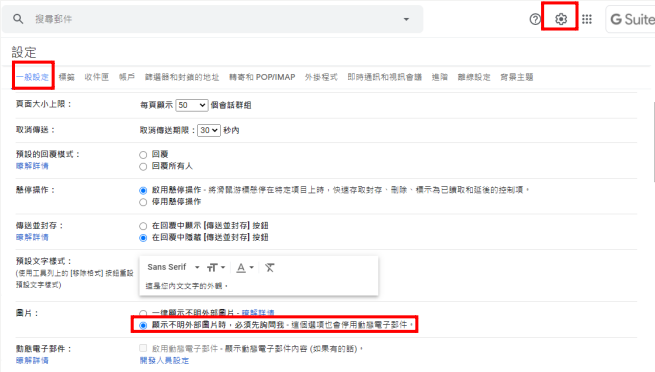 搜尋郵件
G Suite
設定
一般設定 標籤 收件匣 帳戶 篩選器和封鎖的地址 轉寄和 POP/IMAP 外掛程式 即時通訊和視訊會議 進階 離線設定 背景主題
頁面大小上限： 每頁顯示 50 個會話群組
取消傳送： 取消傳送期限：30 秒內
預設的回覆模式： 回覆
瞭解詳情 回覆所有人
懸停操作： 啟用懸停操作 - 將滑鼠游標懸停在特定項目上時，快速存取封存、刪除、標示為已讀取和延後的控制項。
停用懸停操作
傳送並封存： 在回覆中顯示 [傳送並封存] 按鈕
瞭解詳情 在回覆中隱藏 [傳送並封存] 按鈕
預設文字樣式： Sans Serif
(使用工具列上的 [移除格式] 按鈕重設
預設文字樣式) 這是您內文文字的外觀。
圖片： 一律顯示不明外部圖片 - 瞭解詳情
顯示不明外部圖片時，必須先詢問我 - 這個選項也會停用動態電子郵件。
動態電子郵件： 啟用動態電子郵件 - 顯示動態電子郵件內容 (如果有的話)。
瞭解詳情 開發人員設定